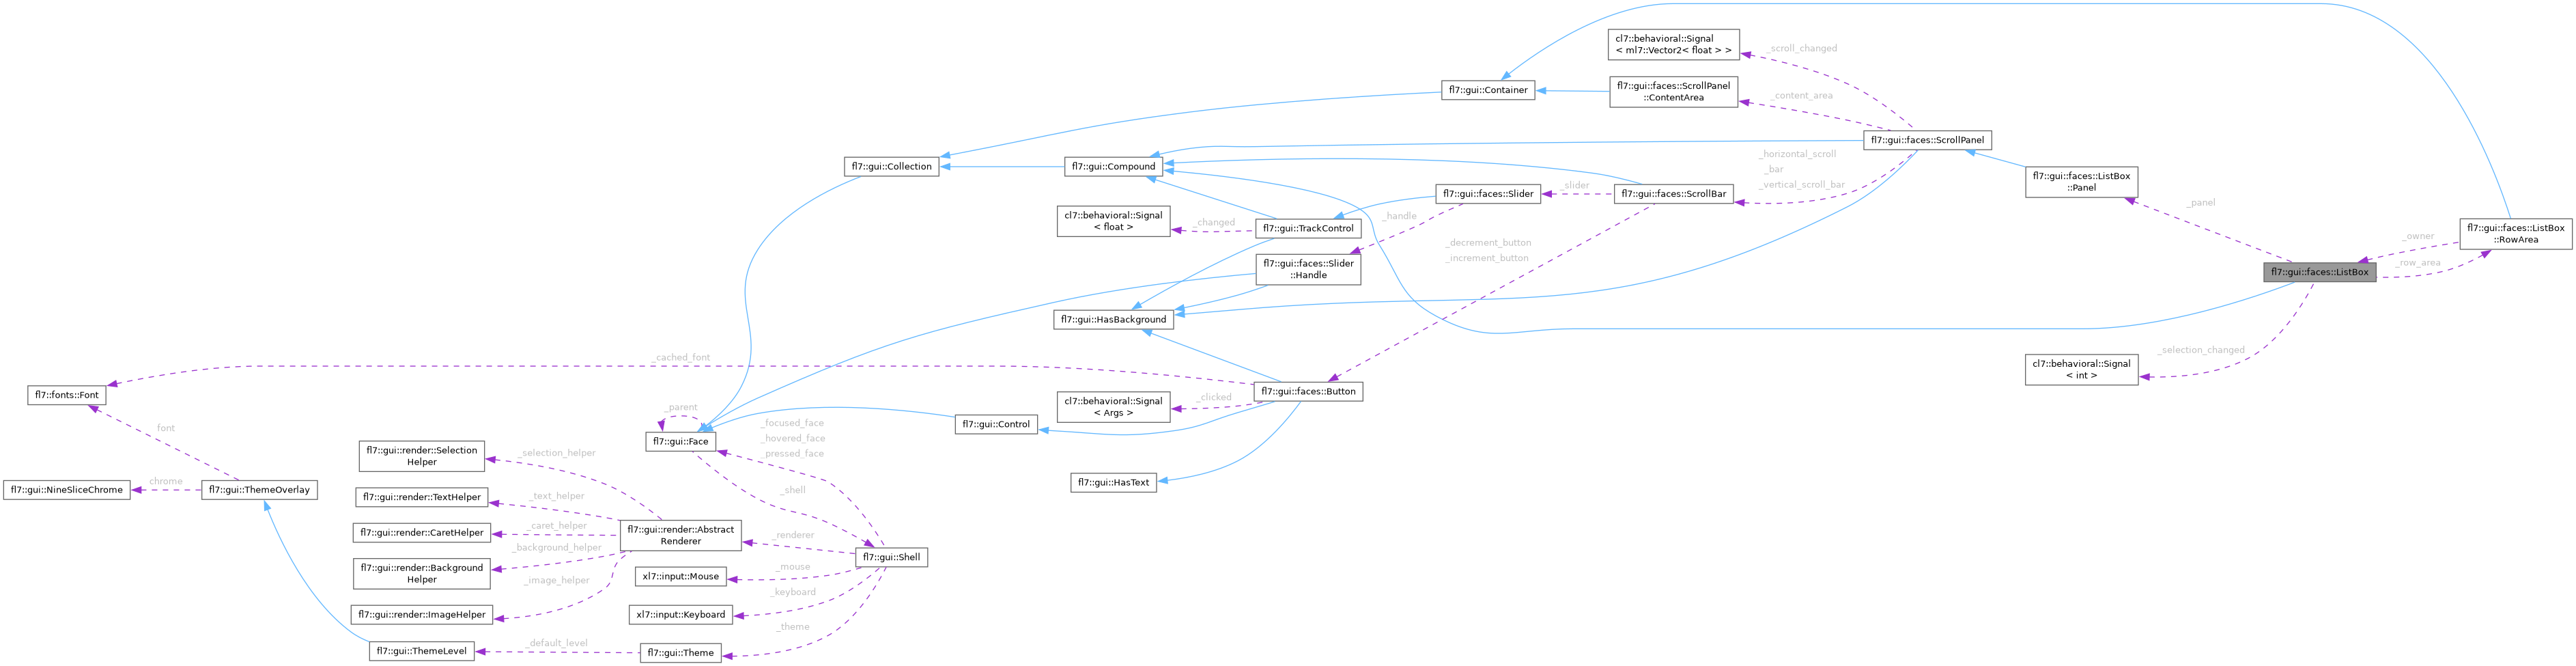 cl7::behavioral::Signal
< ml7::Vector2< float > >
_scroll_changed
fl7::gui::Container
fl7::gui::faces::ScrollPanel
::ContentArea
_content_area
fl7::gui::faces::ScrollPanel
fl7::gui::Collection
fl7::gui::Compound
_horizontal_scroll
_bar
_vertical_scroll_bar
fl7::gui::faces::ListBox
::Panel
_panel
cl7::behavioral::Signal
< float >
_changed
fl7::gui::TrackControl
_handle
fl7::gui::faces::Slider
_slider
fl7::gui::faces::ScrollBar
fl7::gui::faces::ListBox
::RowArea
_owner
_row_area
fl7::gui::faces::ListBox
_decrement_button
_increment_button
fl7::gui::faces::Slider
::Handle
fl7::gui::HasBackground
_selection_changed
cl7::behavioral::Signal
< int >
_cached_font
fl7::fonts::Font
fl7::gui::faces::Button
cl7::behavioral::Signal
< Args >
_clicked
_parent
fl7::gui::Face
_focused_face
_hovered_face
_pressed_face
fl7::gui::Control
font
fl7::gui::render::Selection
Helper
_selection_helper
fl7::gui::HasText
fl7::gui::NineSliceChrome
chrome
fl7::gui::ThemeOverlay
fl7::gui::render::TextHelper
_text_helper
_shell
fl7::gui::render::CaretHelper
_caret_helper
fl7::gui::render::Abstract
Renderer
_renderer
fl7::gui::Shell
fl7::gui::render::Background
Helper
_background_helper
xl7::input::Mouse
_mouse
_image_helper
fl7::gui::render::ImageHelper
xl7::input::Keyboard
_keyboard
fl7::gui::ThemeLevel
_default_level
fl7::gui::Theme
_theme